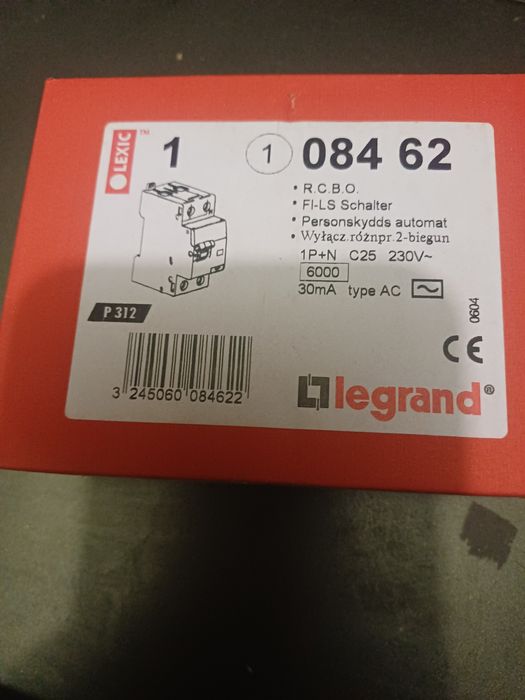 LEXIC™
1
1
084 62
• R.C.B.O.
• FI-LS Schalter
• Personskydds automat
• Wyłącz.różnpr.2-biegun
1P+N C25 230V~
6000
30mA type AC
0604
P 312
CE
3 245060 084622
legrand®